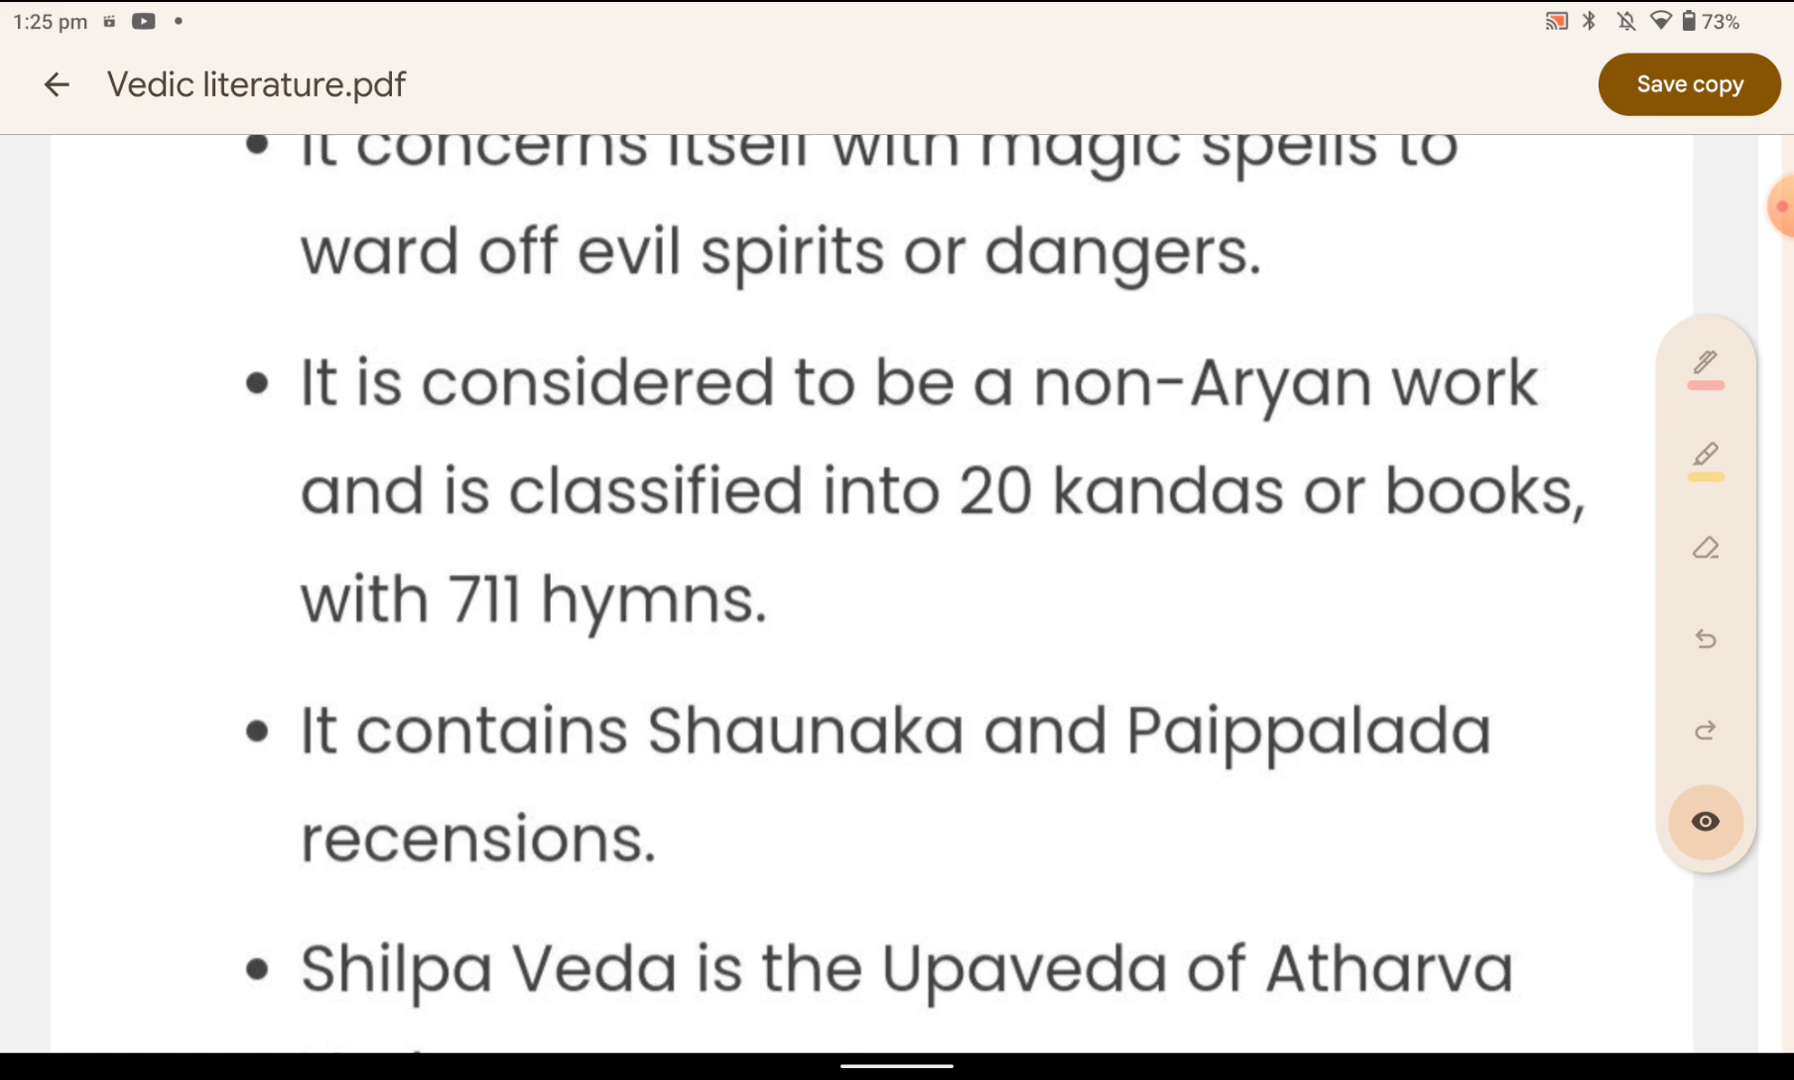 1:25 pm
73%
Vedic literature.pdf
Save copy
• It concerns itself with magic spells to
ward off evil spirits or dangers.
• It is considered to be a non-Aryan work
and is classified into 20 kandas or books,
with 711 hymns.
• It contains Shaunaka and Paippalada
recensions.
• Shilpa Veda is the Upaveda of Atharva